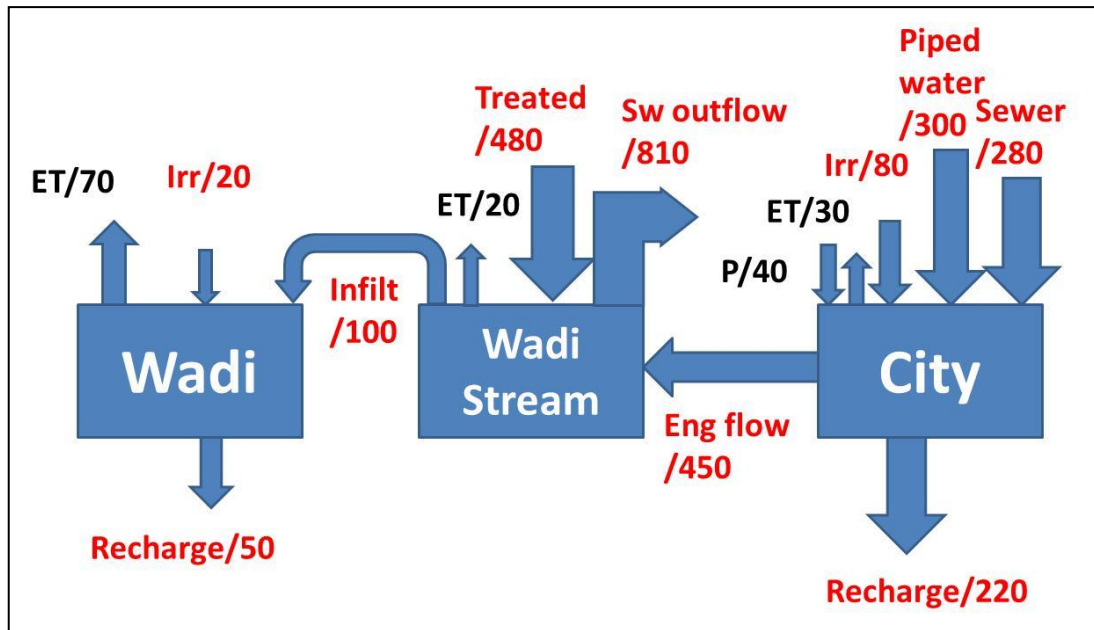 Piped
water
/300
Sewer
/280
Treated
/480
Sw outflow
/810
Irr/80
ET/70
Irr/20
ET/20
ET/30
P/40
Infilt
/100
Wadi
Wadi
Stream
City
Eng flow
/450
Recharge/50
Recharge/220